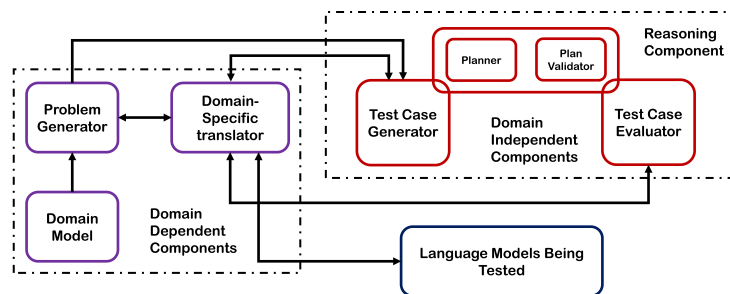 Reasoning
Component
Planner
Plan
Validator
Problem
Generator
Domain-
Specific
translator
Test Case
Generator
Domain
Independent
Components
Test Case
Evaluator
Domain
Model
Domain
Dependent
Components
Language Models Being
Tested